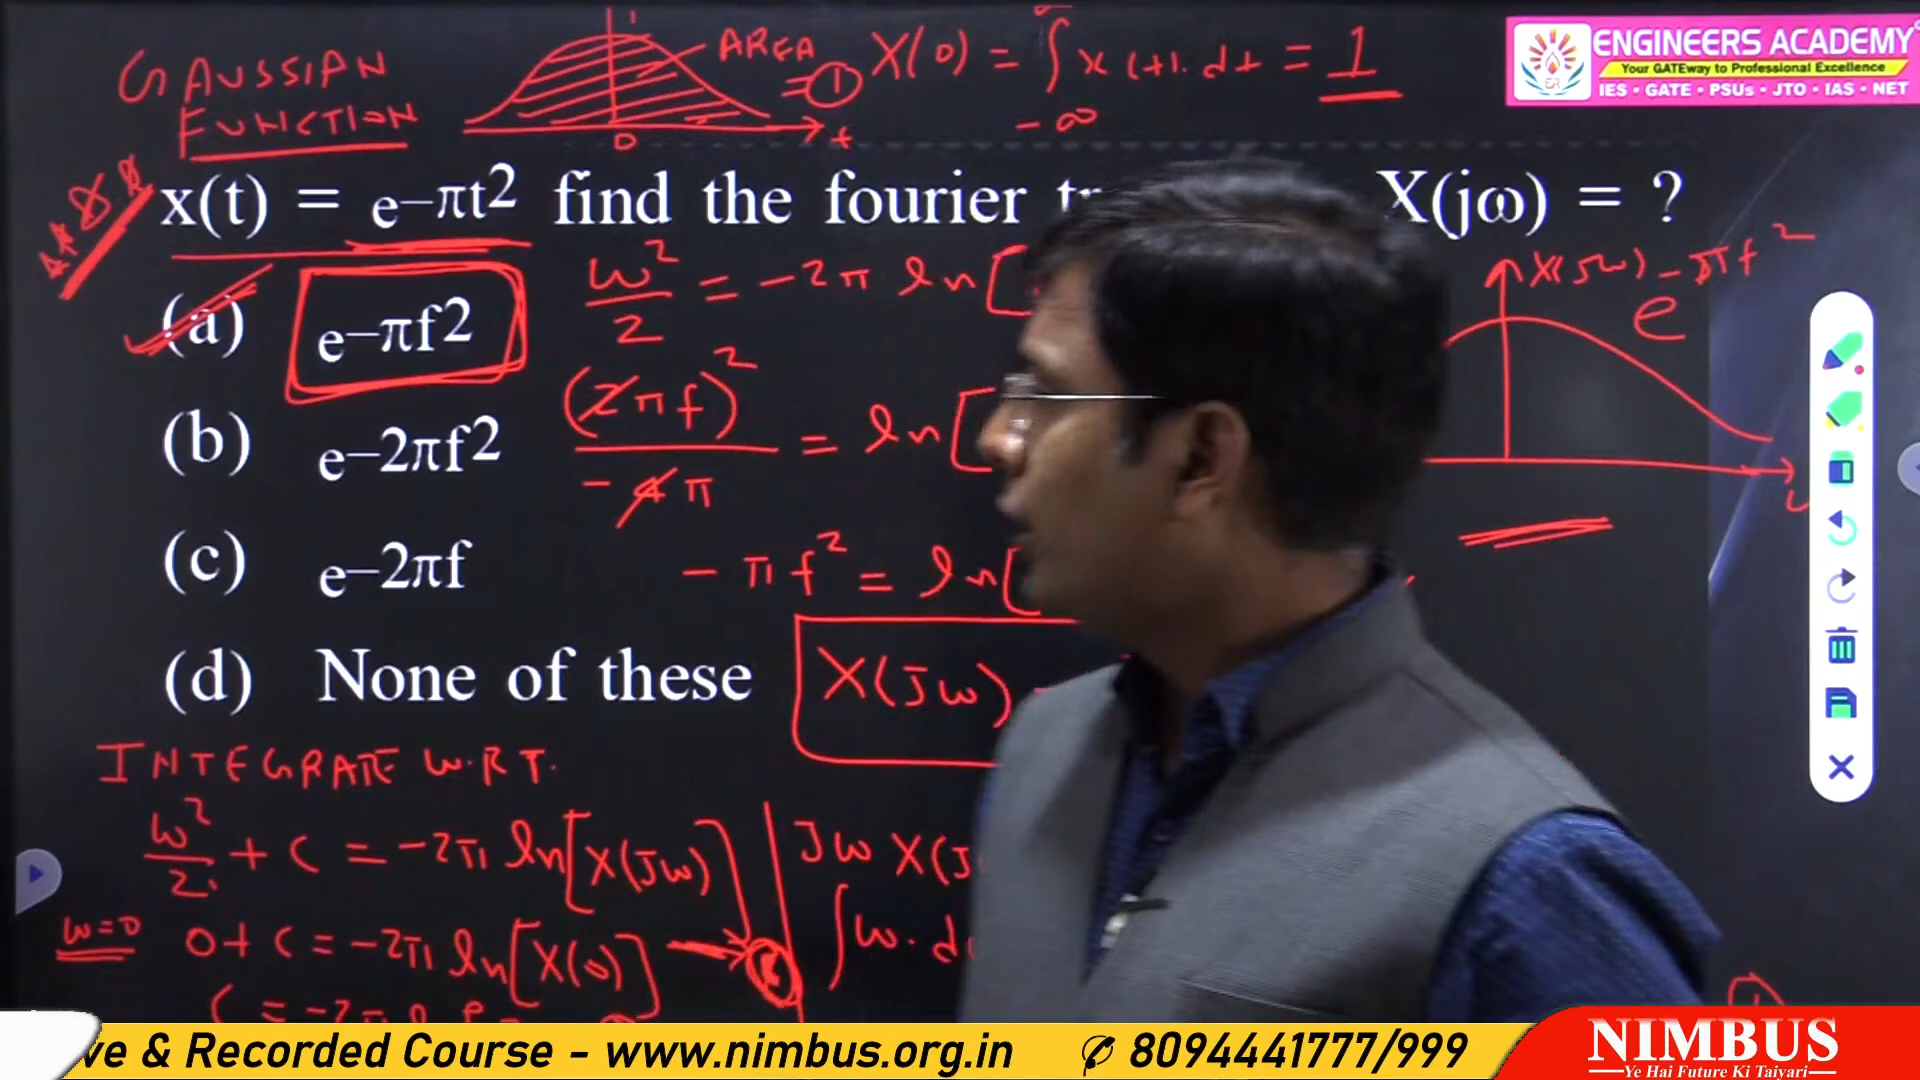 GAUSSIAN
FUNCTION
AREA
= 1
X(0) = ∫ x(t).dt = 1
-∞
0
t
ENGINEERS ACADEMY
Your GATEway to Professional Excellence
IES • GATE • PSUs • JTO • IAS • NET
x(t) = e−πt2 find the fourier X(jω) = ?
(a) e−πf2
(b) e−2πf2
(c) e−2πf
(d) None of these
ω²/2 = -2π ln[
(2πf)²/-4π = ln[
-πf² = ln[
X(jω)
X(jω)
e-πf²
INTEGRATE W.R.T.
ω²/2 + C = -2π ln[X(jω)]
ω=0 0+C = -2π ln[X(0)]
C = -2π
jω X(j
∫ω.d
ve & Recorded Course - www.nimbus.org.in
8094441777/999
NIMBUS
Ye Hai Future Ki Taiyari